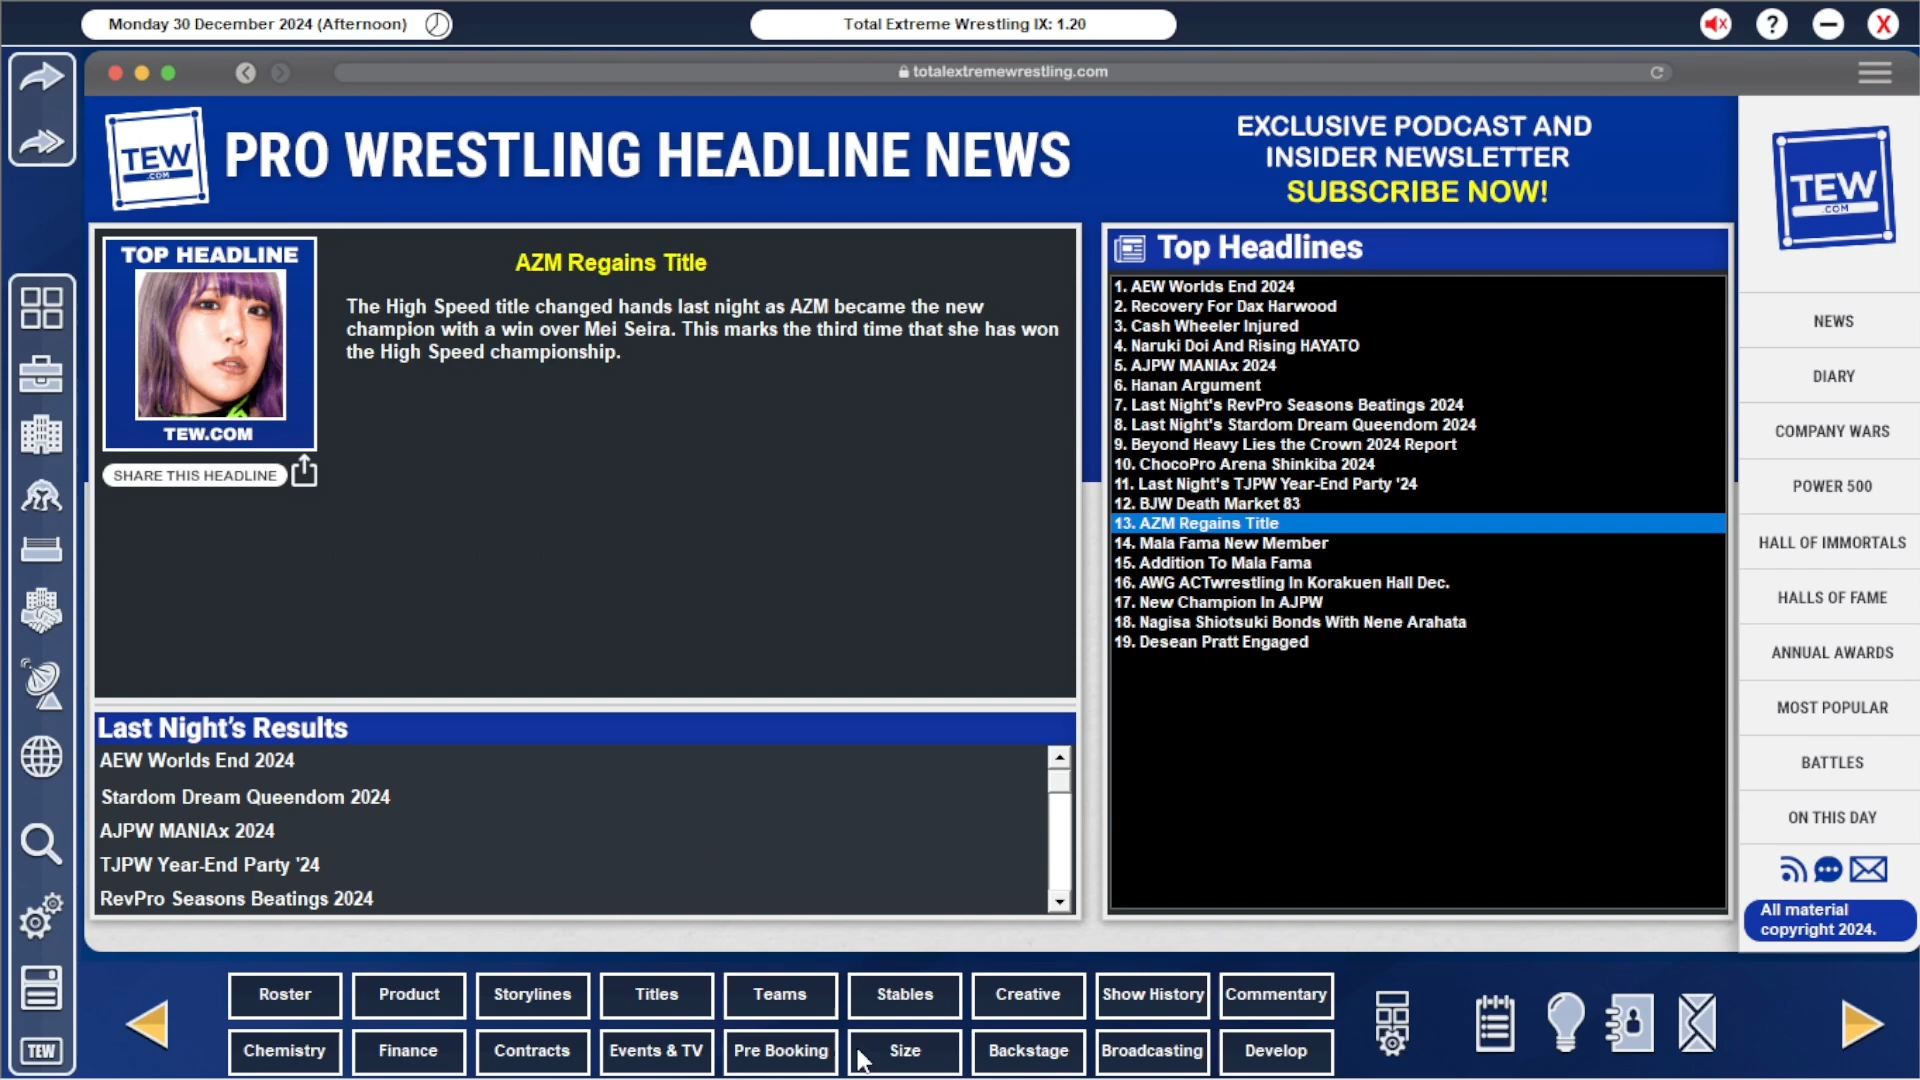 Monday 30 December 2024 (Afternoon)
Total Extreme Wrestling IX: 1.20
?
X
totalextremewrestling.com
TEW
.COM
PRO WRESTLING HEADLINE NEWS
EXCLUSIVE PODCAST AND
INSIDER NEWSLETTER
SUBSCRIBE NOW!
TEW
.COM
TOP HEADLINE
TEW.COM
SHARE THIS HEADLINE
AZM Regains Title
The High Speed title changed hands last night as AZM became the new
champion with a win over Mei Seira. This marks the third time that she has won
the High Speed championship.
Last Night's Results
AEW Worlds End 2024
Stardom Dream Queendom 2024
AJPW MANIAx 2024
TJPW Year-End Party '24
RevPro Seasons Beatings 2024
Top Headlines
1. AEW Worlds End 2024
2. Recovery For Dax Harwood
3. Cash Wheeler Injured
4. Naruki Doi And Rising HAYATO
5. AJPW MANIAx 2024
6. Hanan Argument
7. Last Night's RevPro Seasons Beatings 2024
8. Last Night's Stardom Dream Queendom 2024
9. Beyond Heavy Lies the Crown 2024 Report
10. ChocoPro Arena Shinkiba 2024
11. Last Night's TJPW Year-End Party '24
12. BJW Death Market 83
13. AZM Regains Title
14. Mala Fama New Member
15. Addition To Mala Fama
16. AWG ACTwrestling In Korakuen Hall Dec.
17. New Champion In AJPW
18. Nagisa Shiotsuki Bonds With Nene Arahata
19. Desean Pratt Engaged
NEWS
DIARY
COMPANY WARS
POWER 500
HALL OF IMMORTALS
HALLS OF FAME
ANNUAL AWARDS
MOST POPULAR
BATTLES
ON THIS DAY
All material
copyright 2024.
TEW
Roster
Product
Storylines
Titles
Teams
Stables
Creative
Show History
Commentary
Chemistry
Finance
Contracts
Events & TV
Pre Booking
Size
Backstage
Broadcasting
Develop